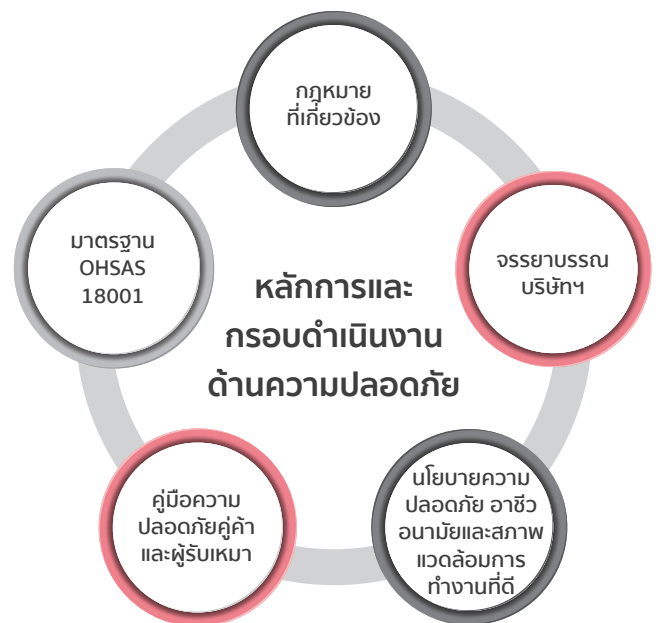 กฎหมาย
ที่เกี่ยวข้อง
จรรยาบรรณ
บริษัทฯ
นโยบายความ
ปลอดภัย อาชีว
อนามัยและสภาพ
แวดล้อมการ
ทำงานที่ดี
คู่มือความ
ปลอดภัยคู่ค้า
และผู้รับเหมา
มาตรฐาน
OHSAS
18001
หลักการและ
กรอบดำเนินงาน
ด้านความปลอดภัย